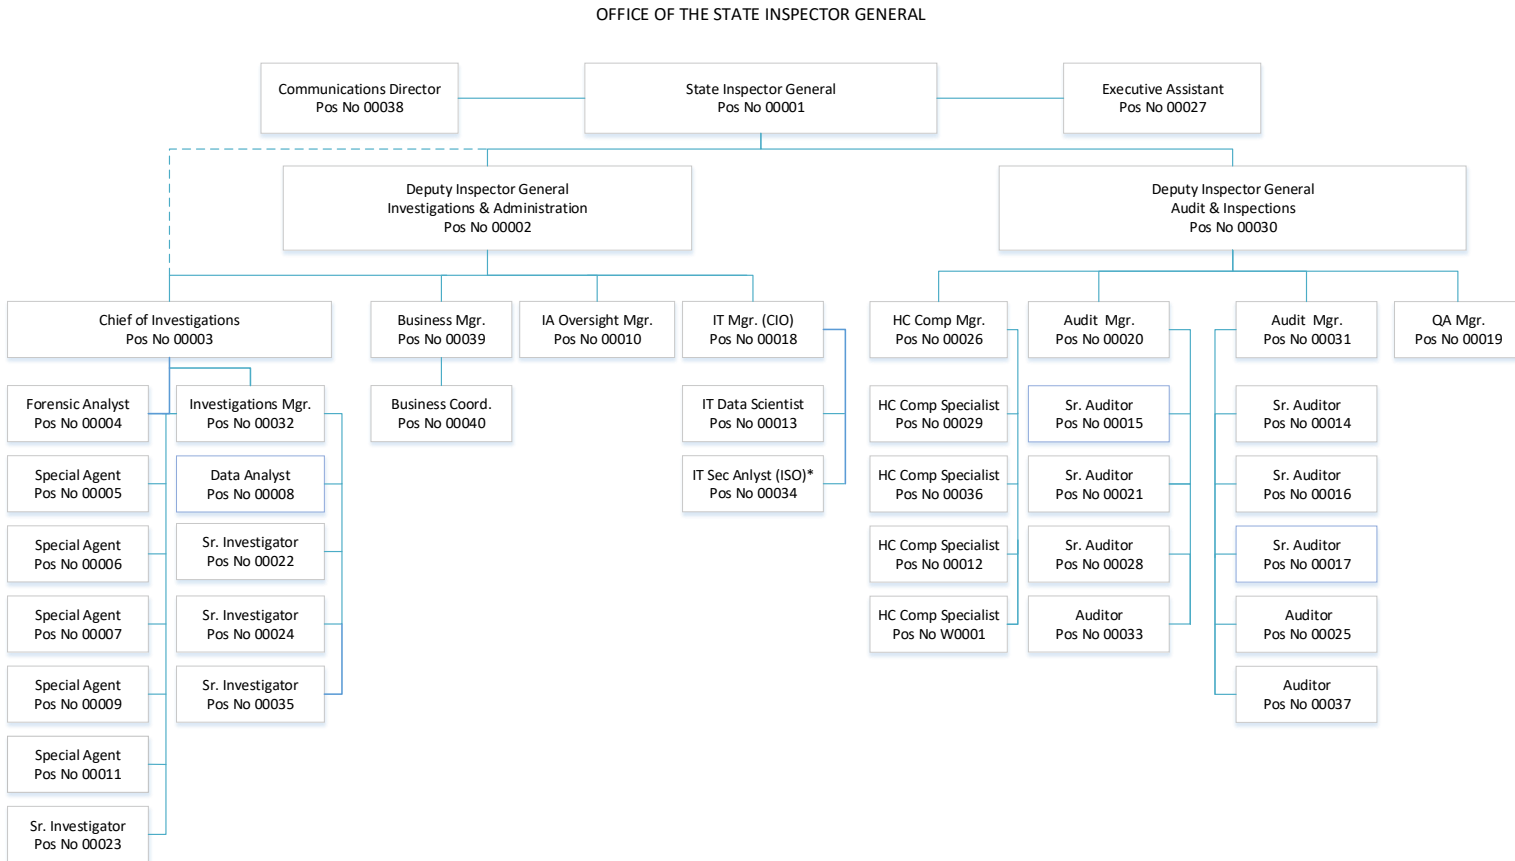 OFFICE OF THE STATE INSPECTOR GENERAL
Communications Director
Pos No 00038
State Inspector General
Pos No 00001
Executive Assistant
Pos No 00027
Deputy Inspector General
Investigations & Administration
Pos No 00002
Deputy Inspector General
Audit & Inspections
Pos No 00030
Chief of Investigations
Pos No 00003
Business Mgr.
Pos No 00039
IA Oversight Mgr.
Pos No 00010
IT Mgr. (CIO)
Pos No 00018
HC Comp Mgr.
Pos No 00026
Audit Mgr.
Pos No 00020
Audit Mgr.
Pos No 00031
QA Mgr.
Pos No 00019
Forensic Analyst
Pos No 00004
Investigations Mgr.
Pos No 00032
Business Coord.
Pos No 00040
IT Data Scientist
Pos No 00013
HC Comp Specialist
Pos No 00029
Sr. Auditor
Pos No 00015
Sr. Auditor
Pos No 00014
Special Agent
Pos No 00005
Data Analyst
Pos No 00008
IT Sec Anlyst (ISO)*
Pos No 00034
HC Comp Specialist
Pos No 00036
Sr. Auditor
Pos No 00021
Sr. Auditor
Pos No 00016
Special Agent
Pos No 00006
Sr. Investigator
Pos No 00022
HC Comp Specialist
Pos No 00012
Sr. Auditor
Pos No 00028
Sr. Auditor
Pos No 00017
Special Agent
Pos No 00007
Sr. Investigator
Pos No 00024
HC Comp Specialist
Pos No W0001
Auditor
Pos No 00033
Auditor
Pos No 00025
Special Agent
Pos No 00009
Sr. Investigator
Pos No 00035
Auditor
Pos No 00037
Special Agent
Pos No 00011
Sr. Investigator
Pos No 00023